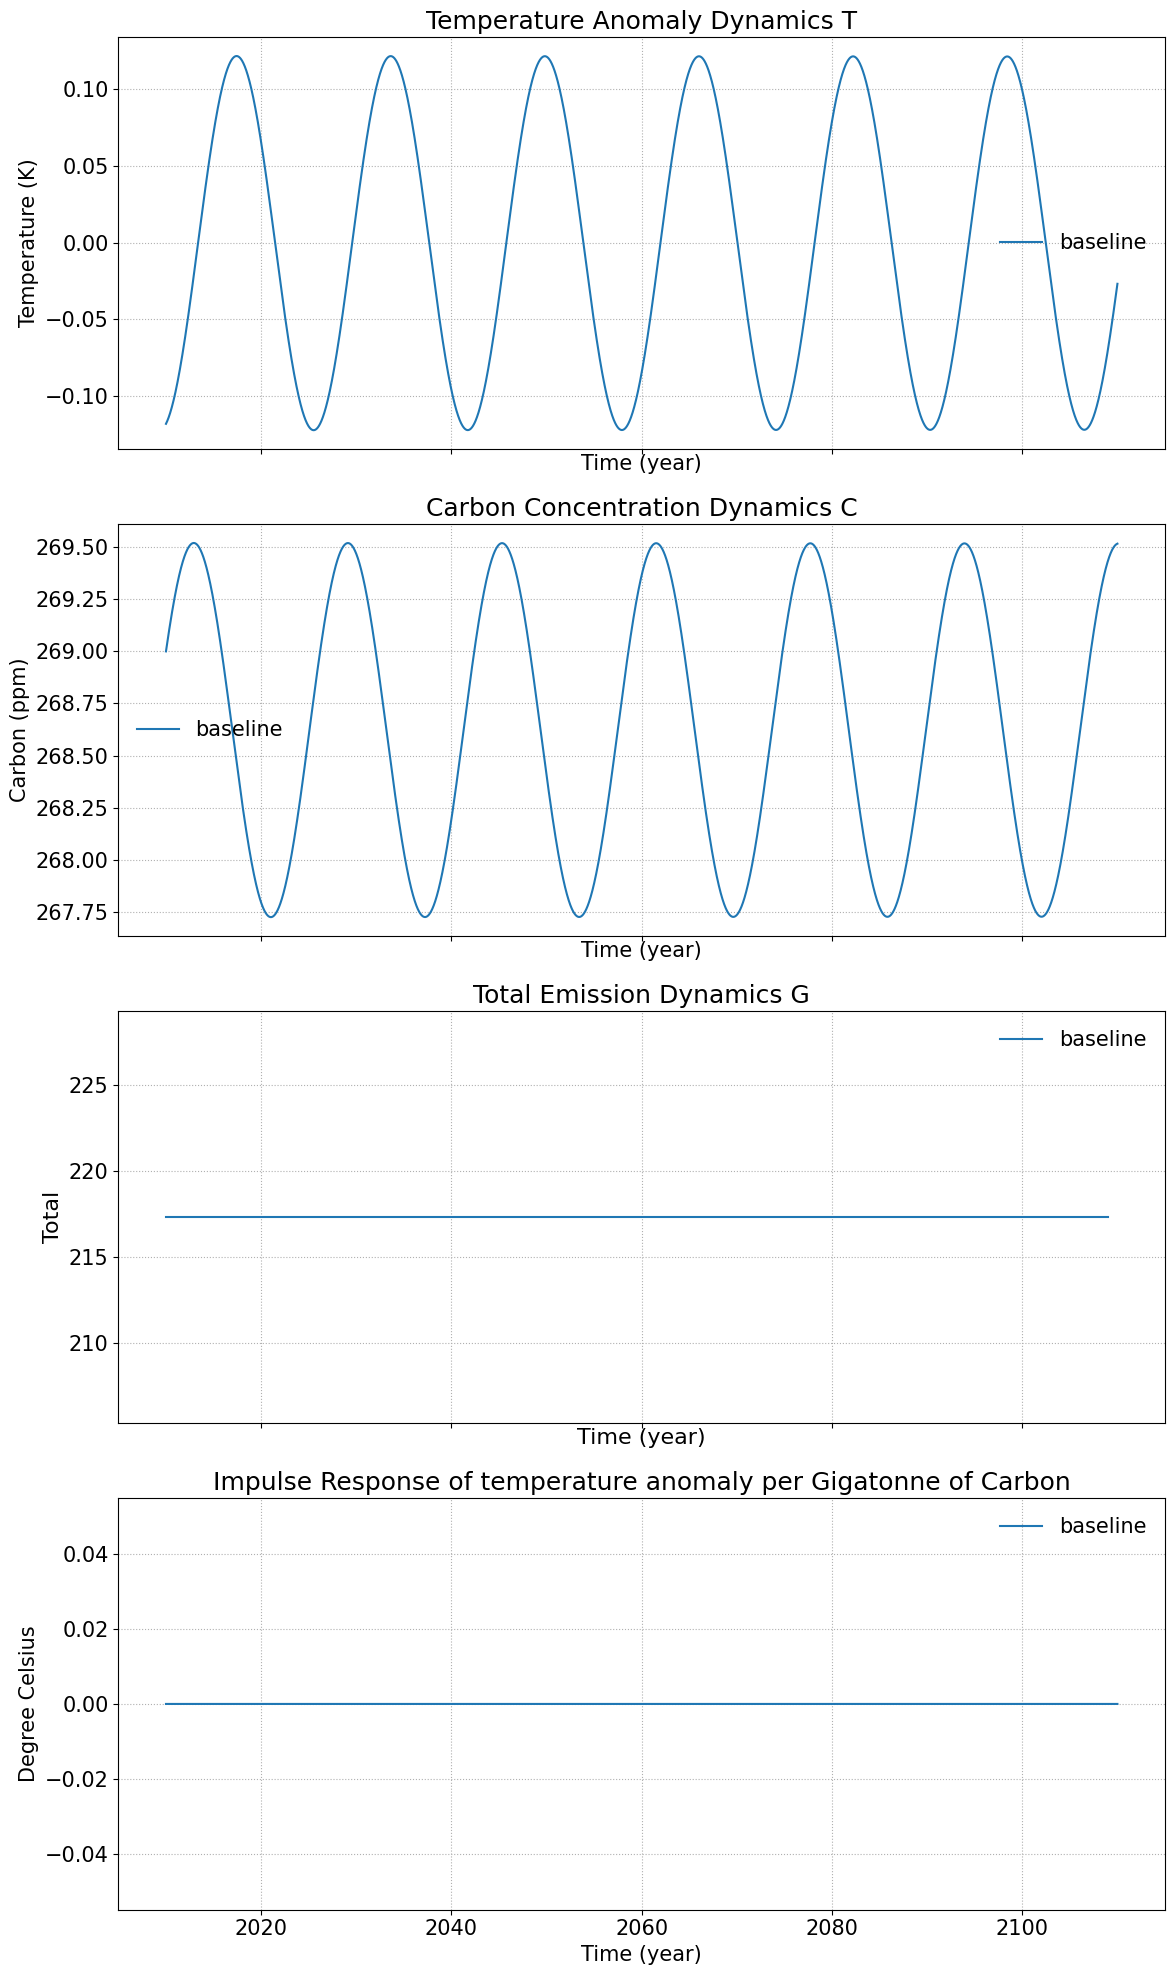 Temperature Anomaly Dynamics T
Temperature (K)
0.10
0.05
0.00
−0.05
−0.10
baseline
Time (year)
Carbon Concentration Dynamics C
Carbon (ppm)
269.50
269.25
269.00
268.75
268.50
268.25
268.00
267.75
baseline
Time (year)
Total Emission Dynamics G
Total
225
220
215
210
baseline
Time (year)
Impulse Response of temperature anomaly per Gigatonne of Carbon
Degree Celsius
0.04
0.02
0.00
−0.02
−0.04
baseline
2020 2040 2060 2080 2100
Time (year)